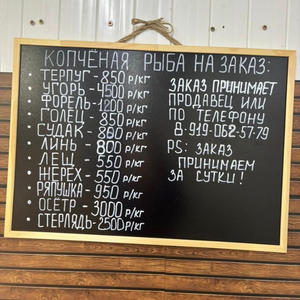 КОПЧЁНАЯ РЫБА НА ЗАКАЗ:
• ТЕРПУГ - 850 Р/КГ
• УГОРЬ - 4500 Р/КГ
• ФОРЕЛЬ - 1200 Р/КГ
• ГОЛЕЦ - 850 Р/КГ
• СУДАК - 860 Р/КГ
• ЛИНЬ - 800 Р/КГ
• ЛЕЩ - 550 Р/КГ
• ЖЕРЕХ - 550 Р/КГ
• РЯПУШКА - 950 Р/КГ
• ОСЁТР - 3000 Р/КГ
• СТЕРЛЯДЬ - 2500 Р/КГ
ЗАКАЗ ПРИНИМАЕТ
ПРОДАВЕЦ ИЛИ
ПО ТЕЛЕФОНУ
8-919-062-57-79
PS: ЗАКАЗ
ПРИНИМАЕМ
ЗА СУТКИ!